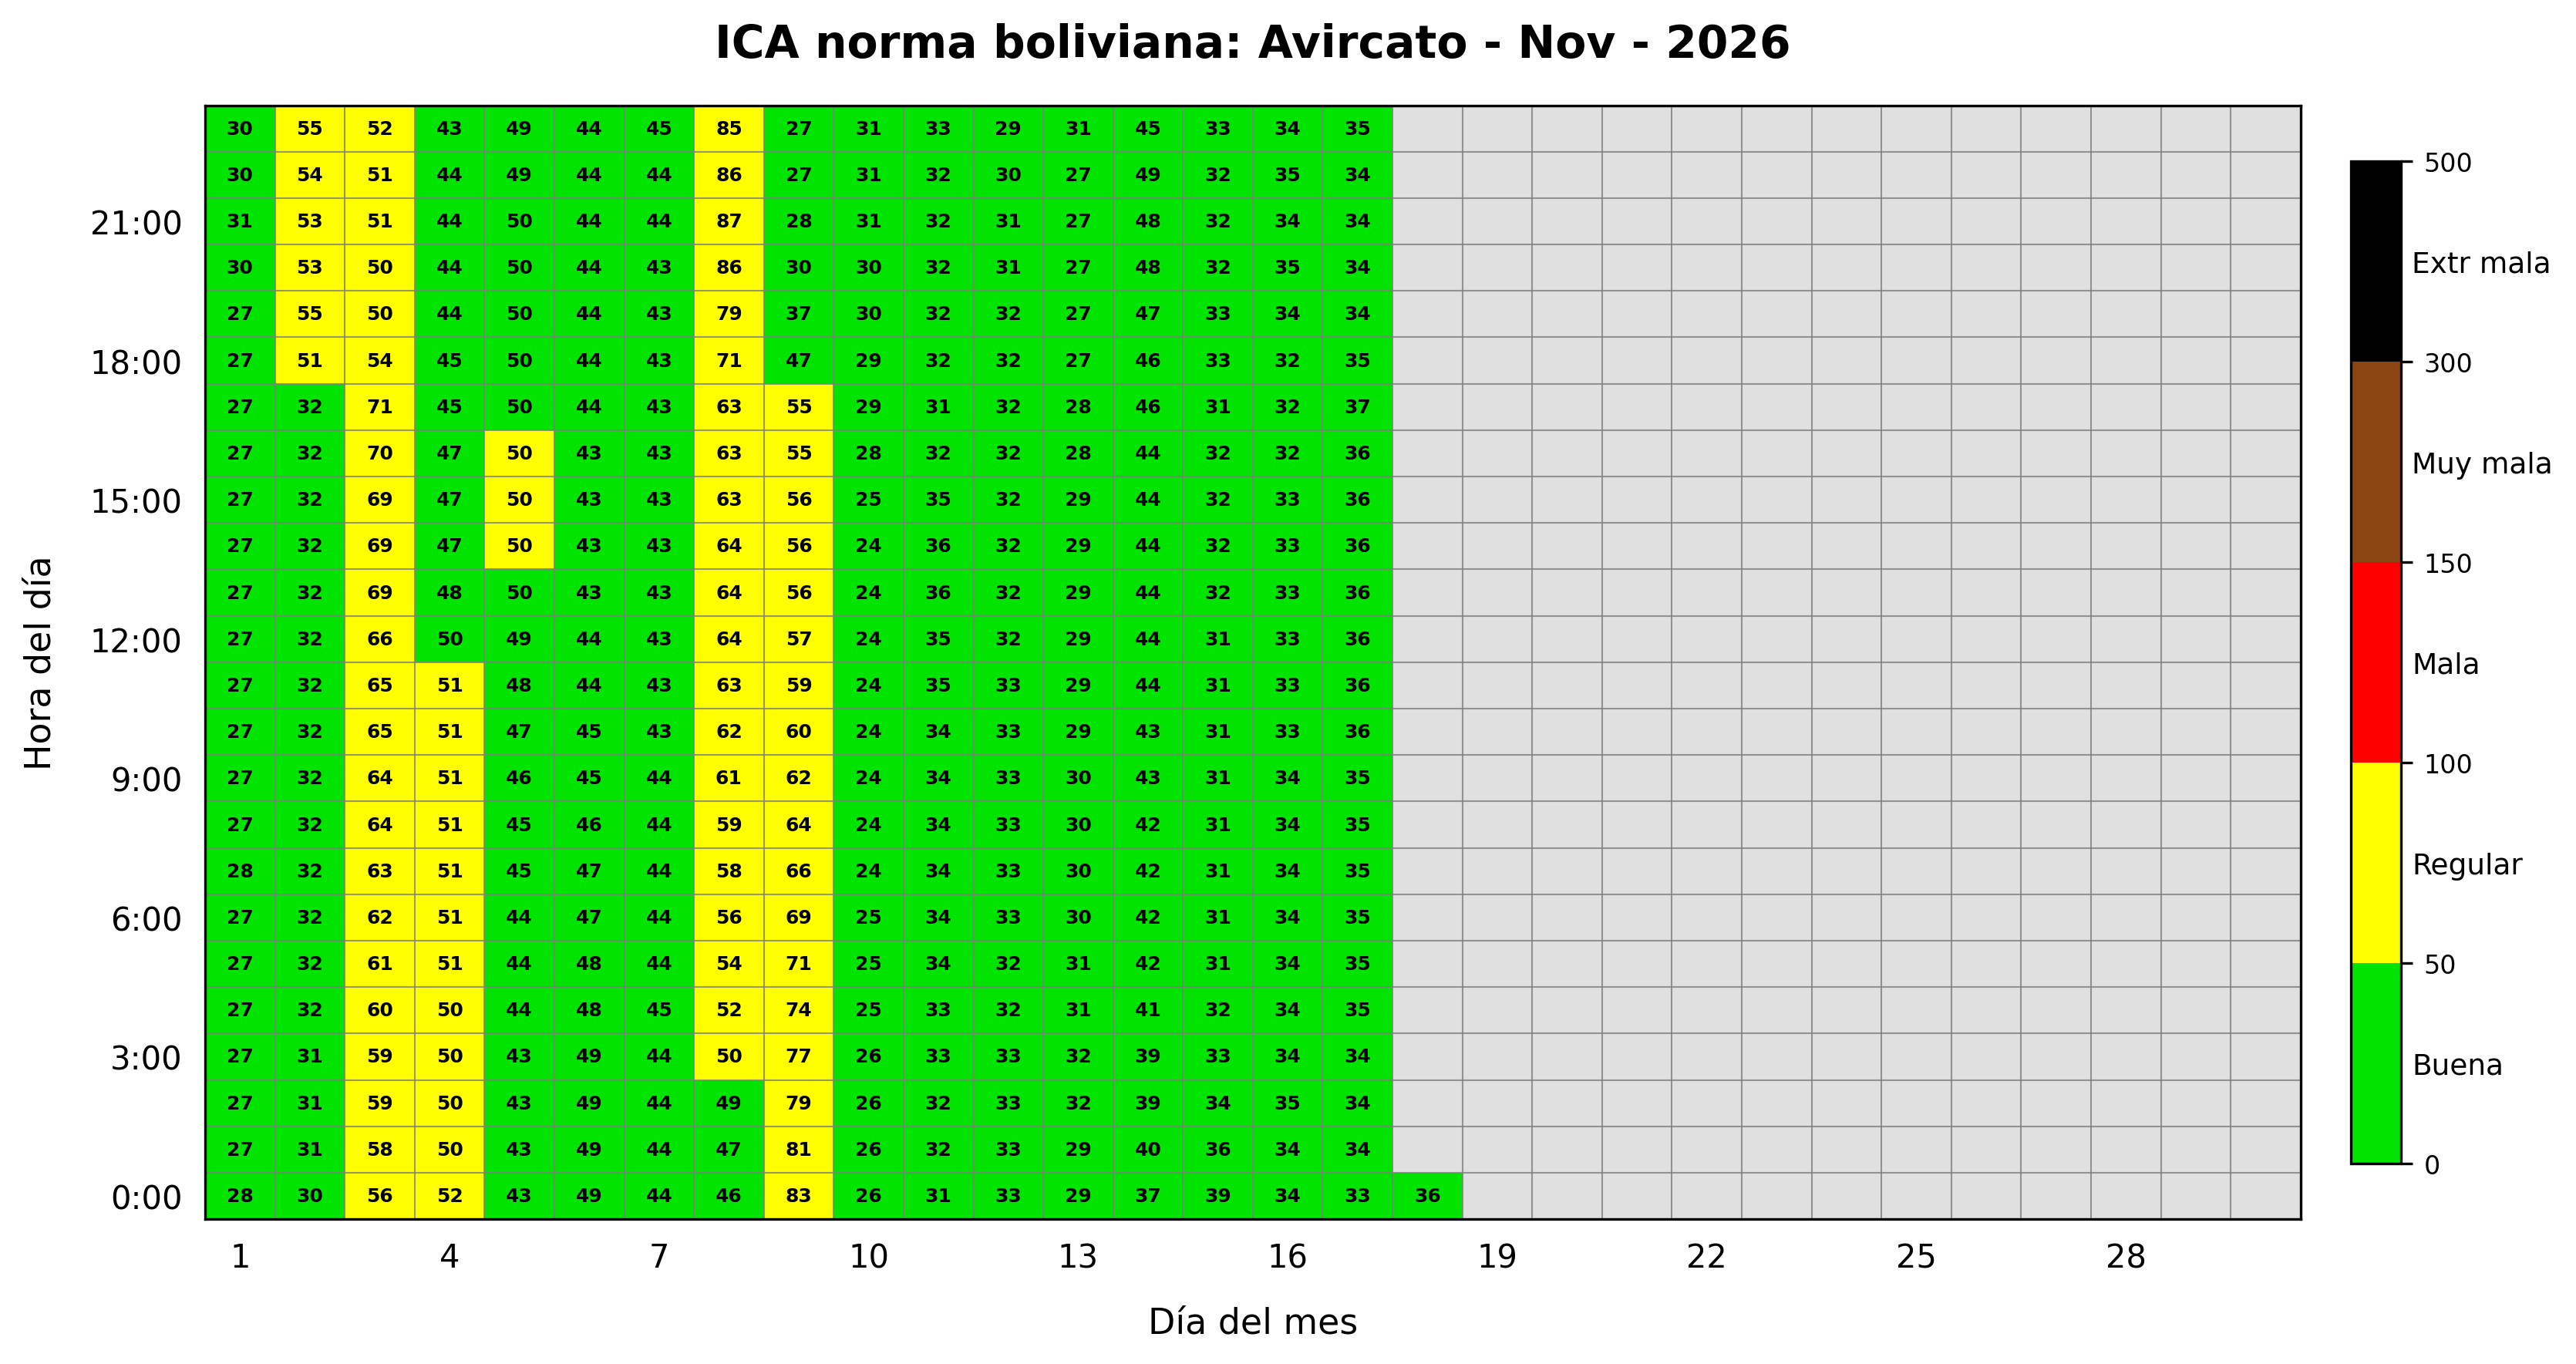 ICA norma boliviana: Avircato - Nov - 2026
30 55 52 43 49 44 45 85 27 31 33 29 31 45 33 34 35
30 54 51 44 49 44 44 86 27 31 32 30 27 49 32 35 34
21:00 31 53 51 44 50 44 44 87 28 31 32 31 27 48 32 34 34
30 53 50 44 50 44 43 86 30 30 32 31 27 48 32 35 34
27 55 50 44 50 44 43 79 37 30 32 32 27 47 33 34 34
18:00 27 51 54 45 50 44 43 71 47 29 32 32 27 46 33 32 35
27 32 71 45 50 44 43 63 55 29 31 32 28 46 31 32 37
27 32 70 47 50 43 43 63 55 28 32 32 28 44 32 32 36
15:00 27 32 69 47 50 43 43 63 56 25 35 32 29 44 32 33 36
27 32 69 47 50 43 43 64 56 24 36 32 29 44 32 33 36
27 32 69 48 50 43 43 64 56 24 36 32 29 44 32 33 36
12:00 27 32 66 50 49 44 43 64 57 24 35 32 29 44 31 33 36
27 32 65 51 48 44 43 63 59 24 35 33 29 44 31 33 36
27 32 65 51 47 45 43 62 60 24 34 33 29 43 31 33 36
9:00 27 32 64 51 46 45 44 61 62 24 34 33 30 43 31 34 35
27 32 64 51 45 46 44 59 64 24 34 33 30 42 31 34 35
28 32 63 51 45 47 44 58 66 24 34 33 30 42 31 34 35
6:00 27 32 62 51 44 47 44 56 69 25 34 33 30 42 31 34 35
27 32 61 51 44 48 44 54 71 25 34 32 31 42 31 34 35
27 32 60 50 44 48 45 52 74 25 33 32 31 41 32 34 35
3:00 27 31 59 50 43 49 44 50 77 26 33 33 32 39 33 34 34
27 31 59 50 43 49 44 49 79 26 32 33 32 39 34 35 34
27 31 58 50 43 49 44 47 81 26 32 33 29 40 36 34 34
0:00 28 30 56 52 43 49 44 46 83 26 31 33 29 37 39 34 33 36
1 4 7 10 13 16 19 22 25 28
Día del mes
Hora del día
500
Extr mala
300
Muy mala
150
Mala
100
Regular
50
Buena
0